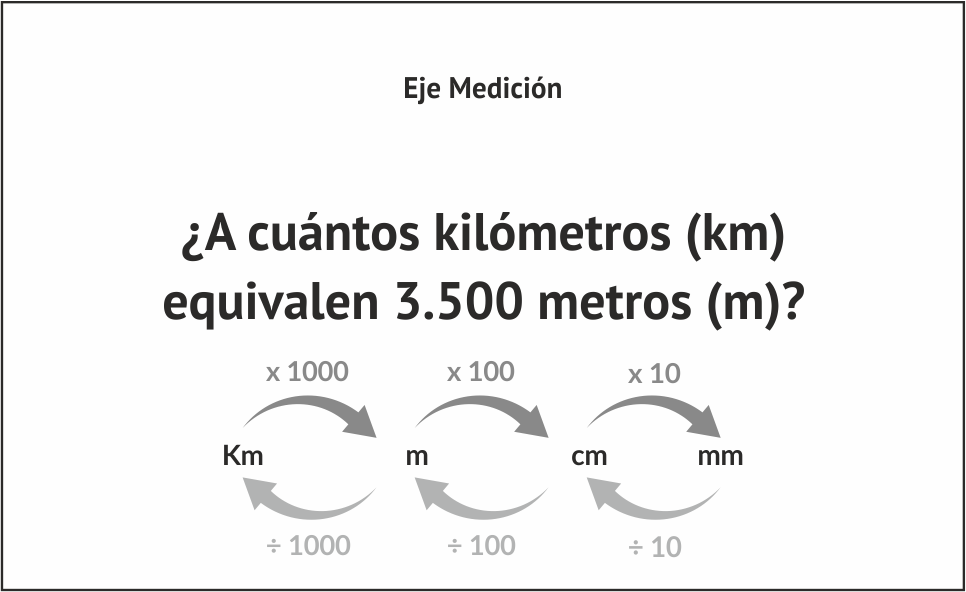 Eje Medición
¿A cuántos kilómetros (km)
equivalen 3.500 metros (m)?
x 1000 x 100 x 10
Km m cm mm
÷ 1000 ÷ 100 ÷ 10